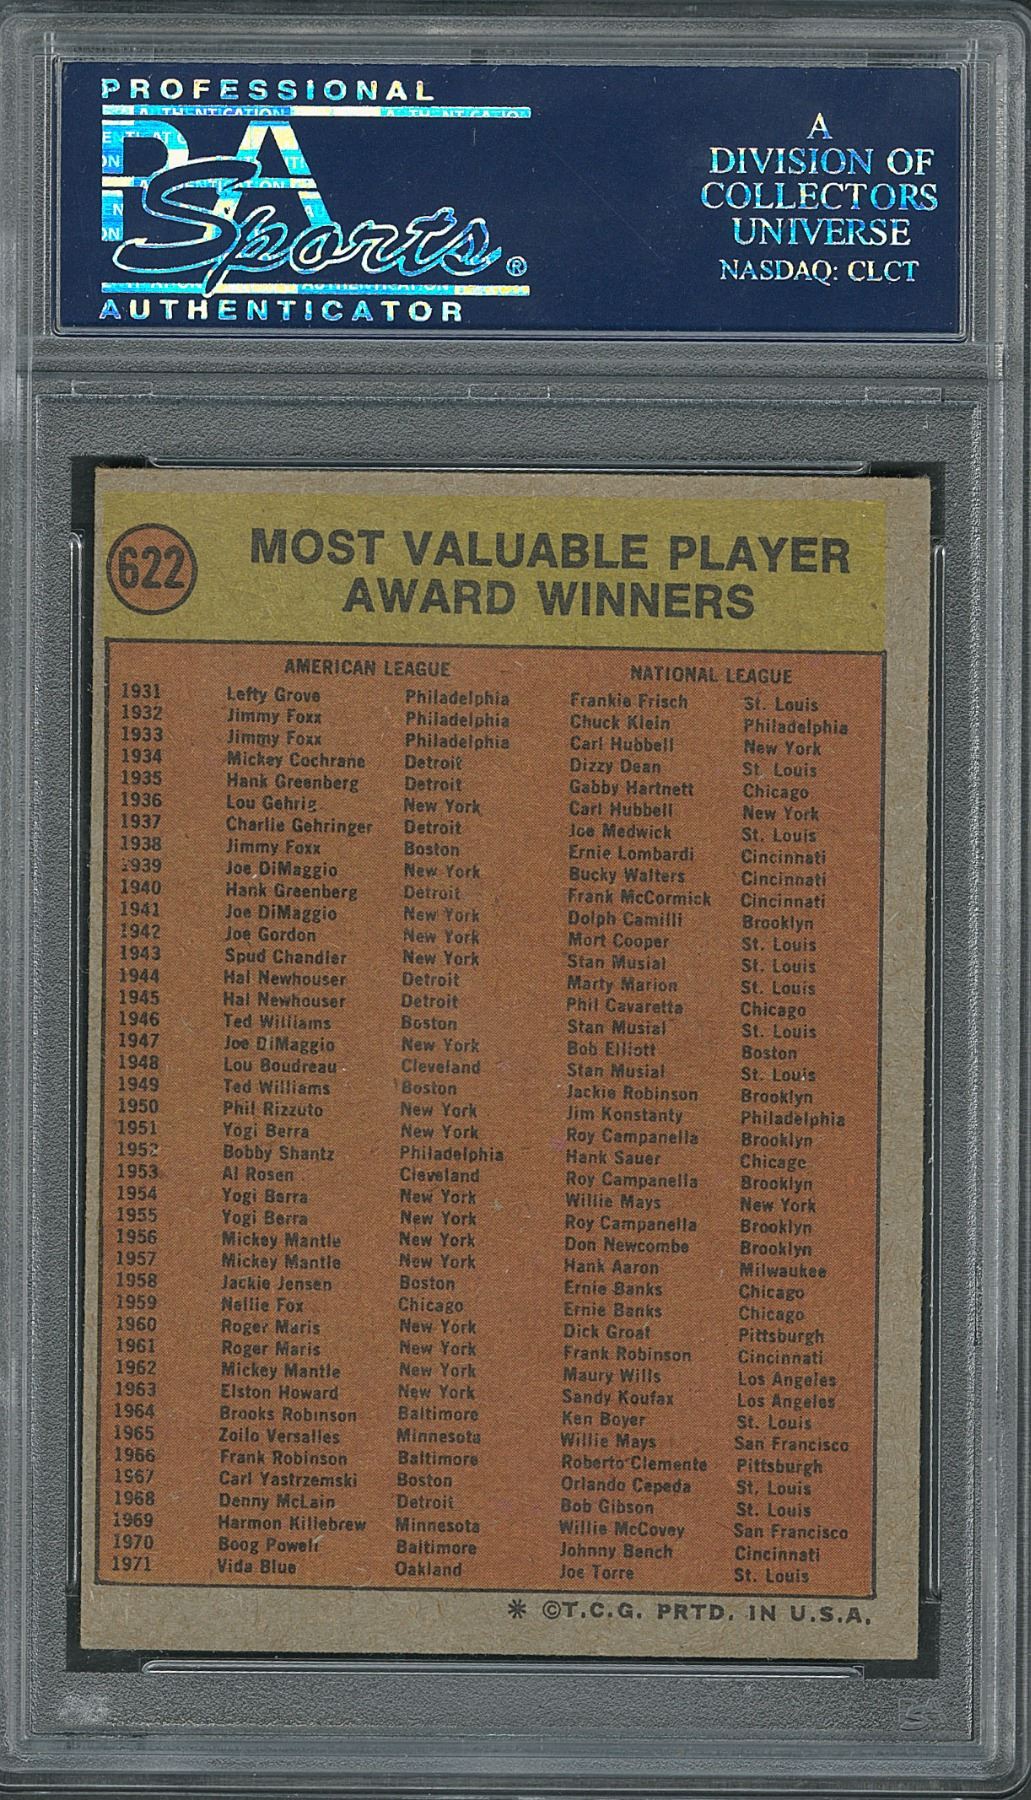 PROFESSIONAL
PSA
Sports®
AUTHENTICATOR
A
DIVISION OF
COLLECTORS
UNIVERSE
NASDAQ: CLCT
622
MOST VALUABLE PLAYER
AWARD WINNERS
AMERICAN LEAGUE NATIONAL LEAGUE
1931 Lefty Grove Philadelphia Frankie Frisch St. Louis
1932 Jimmy Foxx Philadelphia Chuck Klein Philadelphia
1933 Jimmy Foxx Philadelphia Carl Hubbell New York
1934 Mickey Cochrane Detroit Dizzy Dean St. Louis
1935 Hank Greenberg Detroit Gabby Hartnett Chicago
1936 Lou Gehrig New York Carl Hubbell New York
1937 Charlie Gehringer Detroit Joe Medwick St. Louis
1938 Jimmy Foxx Boston Ernie Lombardi Cincinnati
1939 Joe DiMaggio New York Bucky Walters Cincinnati
1940 Hank Greenberg Detroit Frank McCormick Cincinnati
1941 Joe DiMaggio New York Dolph Camilli Brooklyn
1942 Joe Gordon New York Mort Cooper St. Louis
1943 Spud Chandler New York Stan Musial St. Louis
1944 Hal Newhouser Detroit Marty Marion St. Louis
1945 Hal Newhouser Detroit Phil Cavaretta Chicago
1946 Ted Williams Boston Stan Musial St. Louis
1947 Joe DiMaggio New York Bob Elliott Boston
1948 Lou Boudreau Cleveland Stan Musial St. Louis
1949 Ted Williams Boston Jackie Robinson Brooklyn
1950 Phil Rizzuto New York Jim Konstanty Philadelphia
1951 Yogi Berra New York Roy Campanella Brooklyn
1952 Bobby Shantz Philadelphia Hank Sauer Chicago
1953 Al Rosen Cleveland Roy Campanella Brooklyn
1954 Yogi Berra New York Willie Mays New York
1955 Yogi Berra New York Roy Campanella Brooklyn
1956 Mickey Mantle New York Don Newcombe Brooklyn
1957 Mickey Mantle New York Hank Aaron Milwaukee
1958 Jackie Jensen Boston Ernie Banks Chicago
1959 Nellie Fox Chicago Ernie Banks Chicago
1960 Roger Maris New York Dick Groat Pittsburgh
1961 Roger Maris New York Frank Robinson Cincinnati
1962 Mickey Mantle New York Maury Wills Los Angeles
1963 Elston Howard New York Sandy Koufax Los Angeles
1964 Brooks Robinson Baltimore Ken Boyer St. Louis
1965 Zoilo Versalles Minnesota Willie Mays San Francisco
1966 Frank Robinson Baltimore Roberto Clemente Pittsburgh
1967 Carl Yastrzemski Boston Orlando Cepeda St. Louis
1968 Denny McLain Detroit Bob Gibson St. Louis
1969 Harmon Killebrew Minnesota Willie McCovey San Francisco
1970 Boog Powell Baltimore Johnny Bench Cincinnati
1971 Vida Blue Oakland Joe Torre St. Louis
* ©T.C.G. PRTD. IN U.S.A.
PSA